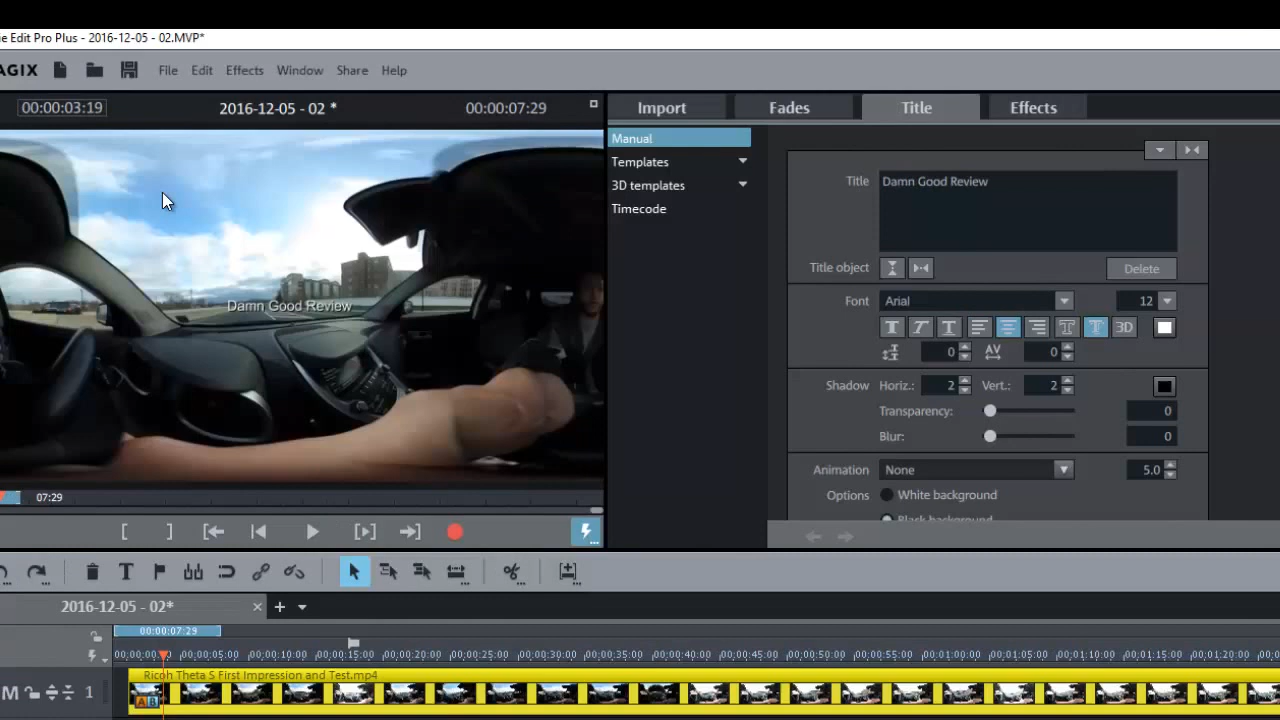 e Edit Pro Plus - 2016-12-05 - 02.MVP*
AGIX File Edit Effects Window Share Help
00:00:03:19 2016-12-05 - 02 * 00:00:07:29
Import Fades Title Effects
Manual
Templates
3D templates
Timecode
Title Damn Good Review
Title object Delete
Damn Good Review
Font Arial 12
T T T T T 3D
0 AV 0
Shadow Horiz.: 2 Vert.: 2
Transparency: 0
Blur: 0
Animation None 5.0
Options White background
Black background
07:29
[ ]
T
2016-12-05 - 02*
00:00:07:29
00:00:00 00:00:05:00 00:00:10:00 00:00:15:00 00:00:20:00 00:00:25:00 00:00:30:00 00:00:35:00 00:00:40:00 00:00:45:00 00:00:50:00 00:00:55:00 00:01:00:00 00:01:05:00 00:01:10:00 00:01:15:00 00:01:20:00 00:0
Ricoh Theta S First Impression and Test.mp4
M 1
AB